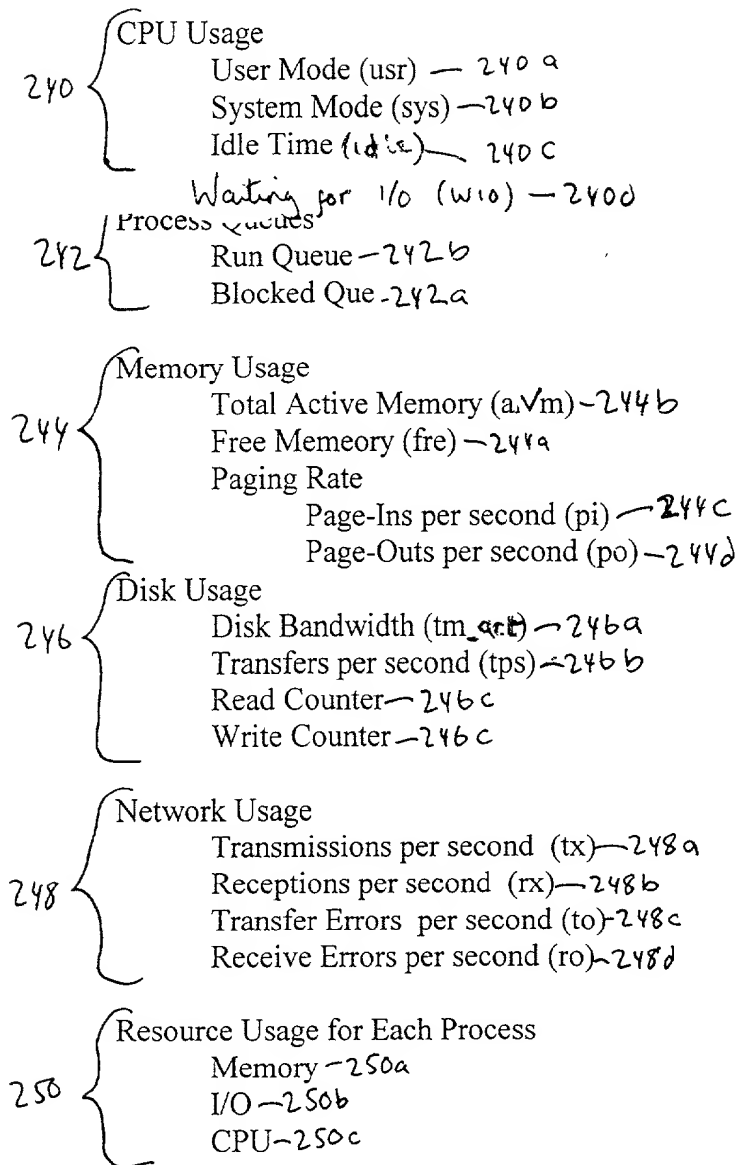 CPU Usage
User Mode (usr) — 240a
240 System Mode (sys) — 240b
Idle Time (idle) — 240c
Waiting for I/O (wio) — 240d
Process Queues
242 Run Queue - 242b
Blocked Que - 242a
Memory Usage
Total Active Memory (avm) - 244b
244 Free Memeory (fre) - 244a
Paging Rate
Page-Ins per second (pi) — 244c
Page-Outs per second (po) - 244d
Disk Usage
246 Disk Bandwidth (tm_act) - 246a
Transfers per second (tps) - 246b
Read Counter - 246c
Write Counter - 246c
Network Usage
Transmissions per second (tx) — 248a
248 Receptions per second (rx) — 248b
Transfer Errors per second (to) - 248c
Receive Errors per second (ro) - 248d
Resource Usage for Each Process
Memory - 250a
250 I/O - 250b
CPU - 250c